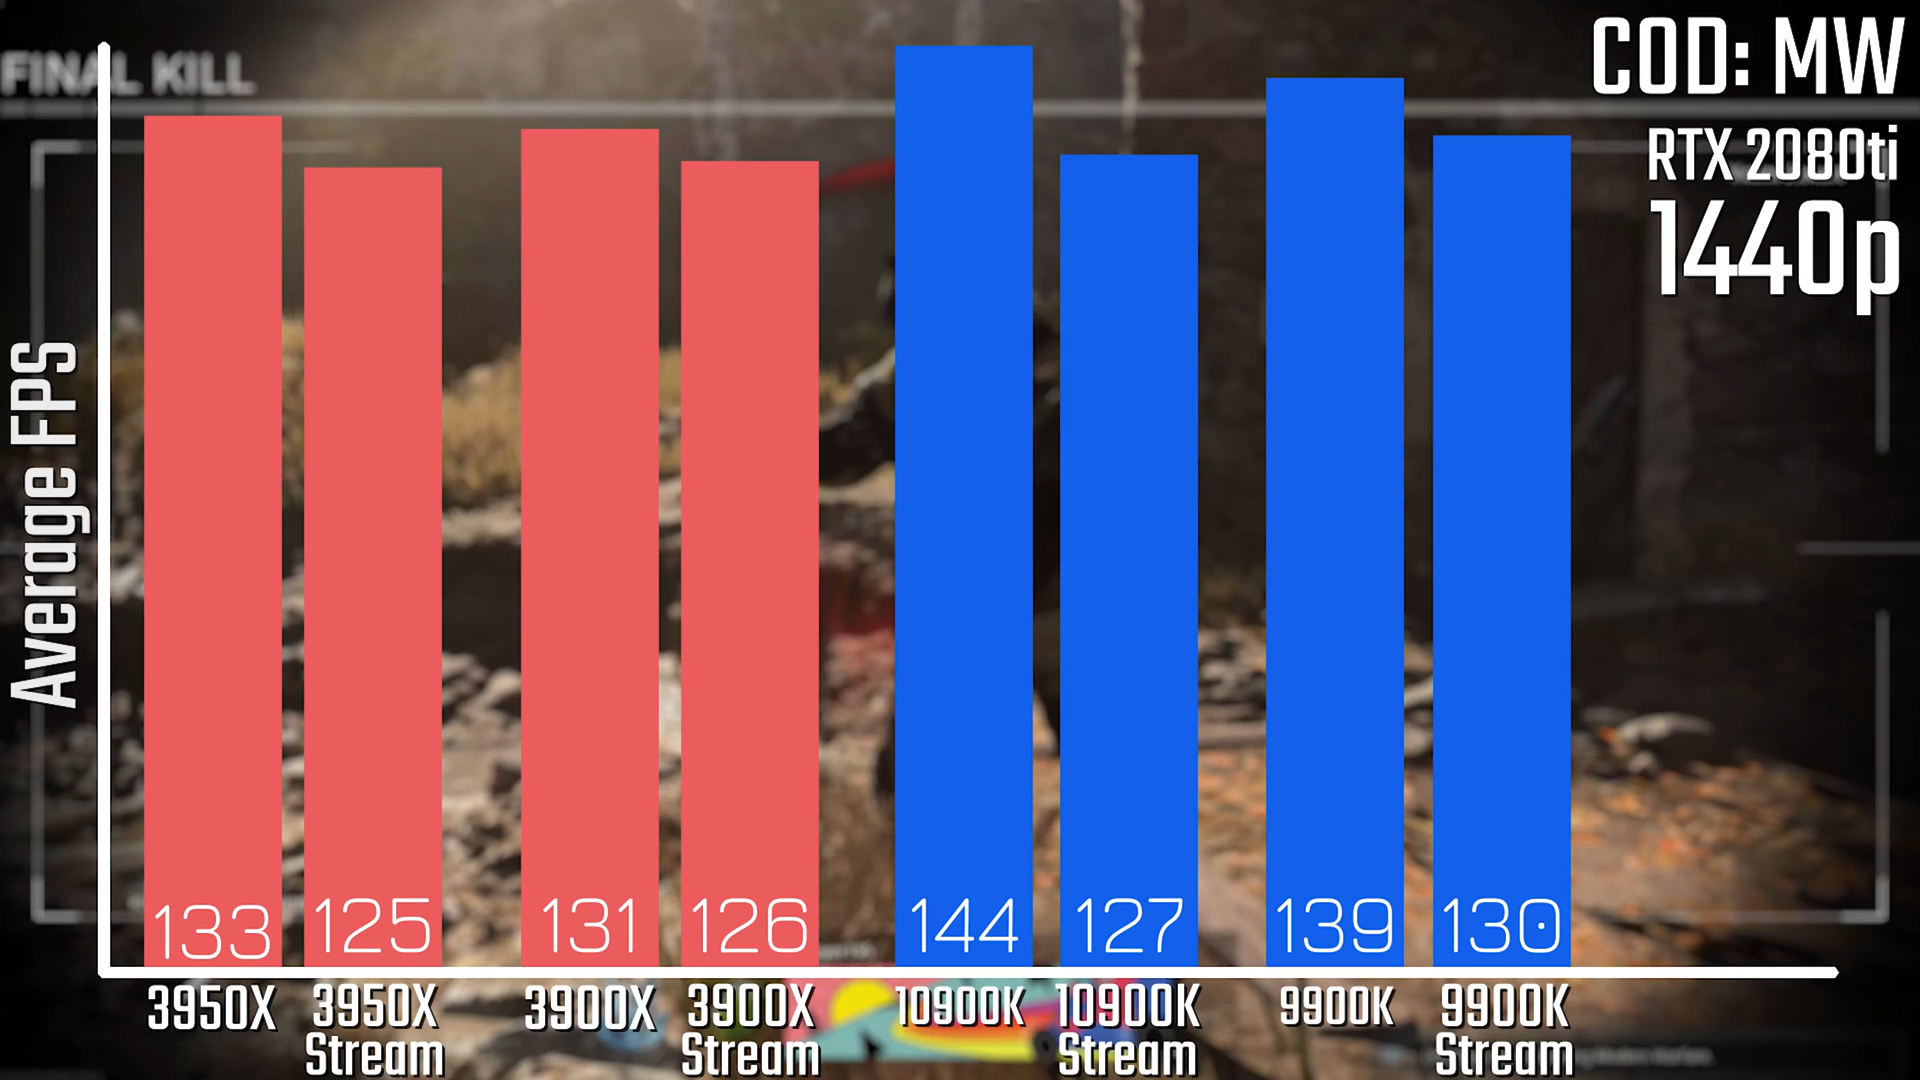 FINAL KILL
COD: MW
RTX 2080ti
1440p
Average FPS
133
125
131
126
144
127
139
130
3950X
3950X
Stream
3900X
3900X
Stream
10900K
10900K
Stream
9900K
9900K
Stream